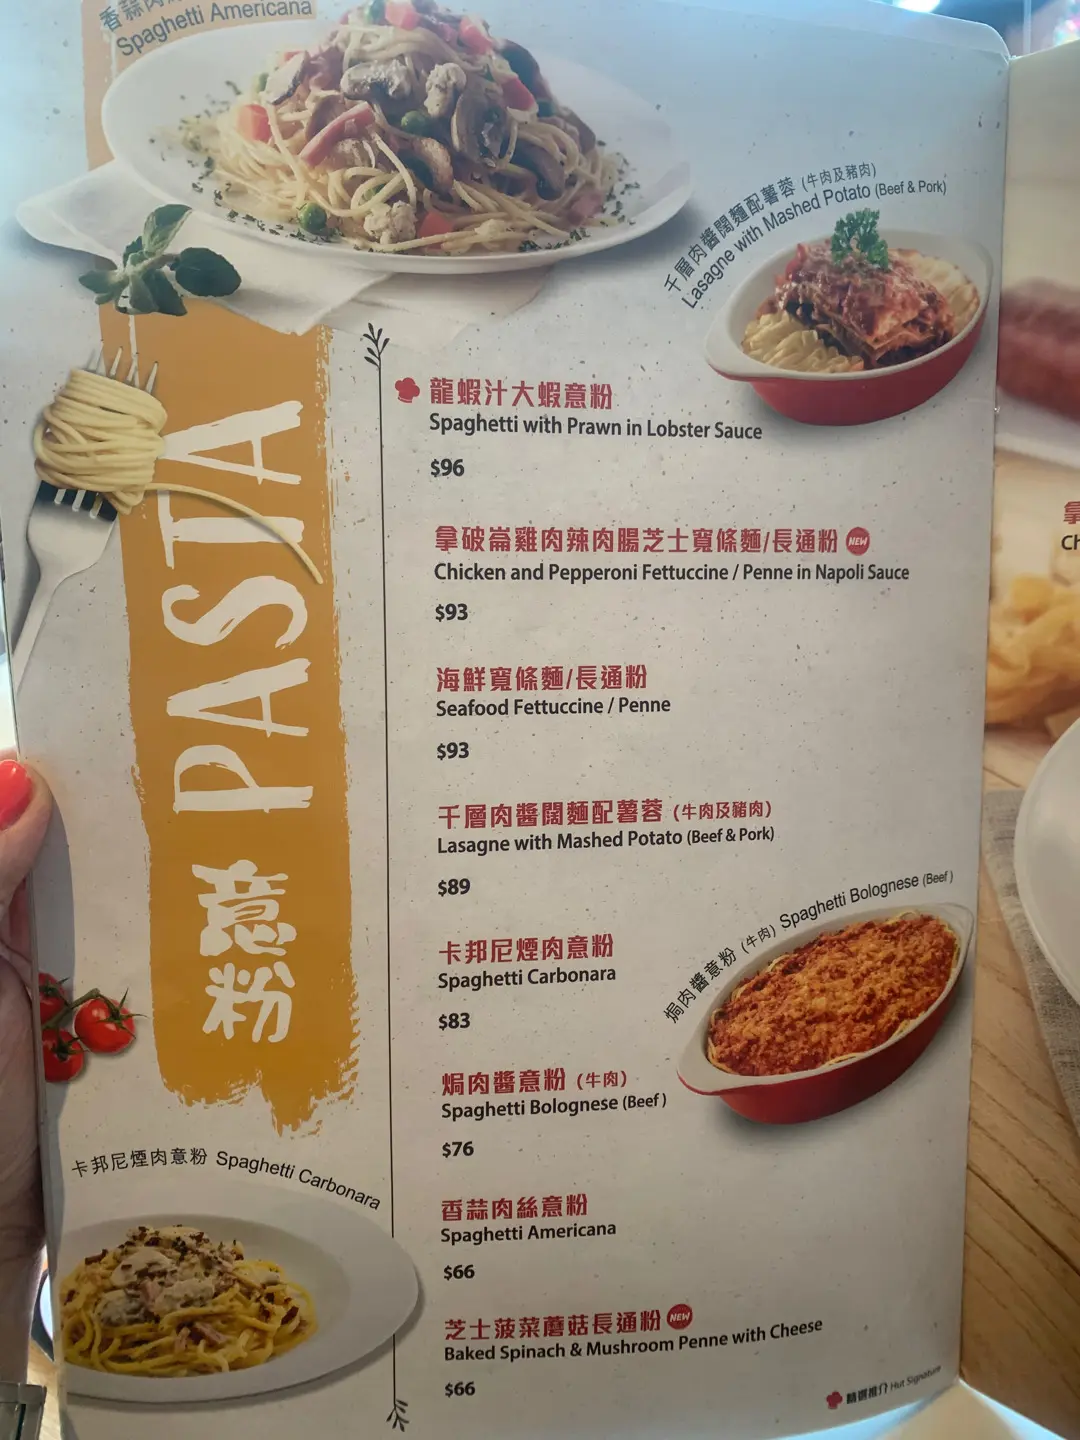 香蒜肉
Spaghetti Americana
千層肉醬闊麵配薯蓉 (牛肉及豬肉)
Lasagne with Mashed Potato (Beef & Pork)
龍蝦汁大蝦意粉
Spaghetti with Prawn in Lobster Sauce
$96
拿破崙雞肉辣肉腸芝士寬條麵/長通粉 NEW
Chicken and Pepperoni Fettuccine / Penne in Napoli Sauce
$93
海鮮寬條麵/長通粉
Seafood Fettuccine / Penne
$93
千層肉醬闊麵配薯蓉 (牛肉及豬肉)
Lasagne with Mashed Potato (Beef & Pork)
$89
卡邦尼煙肉意粉
Spaghetti Carbonara
$83
焗肉醬意粉 (牛肉) Spaghetti Bolognese (Beef)
焗肉醬意粉 (牛肉)
Spaghetti Bolognese (Beef)
$76
香蒜肉絲意粉
Spaghetti Americana
$66
芝士菠菜蘑菇長通粉 NEW
Baked Spinach & Mushroom Penne with Cheese
$66
精選推介 Hut Signature
PASTA 意粉
卡邦尼煙肉意粉 Spaghetti Carbonara
拿
Ch